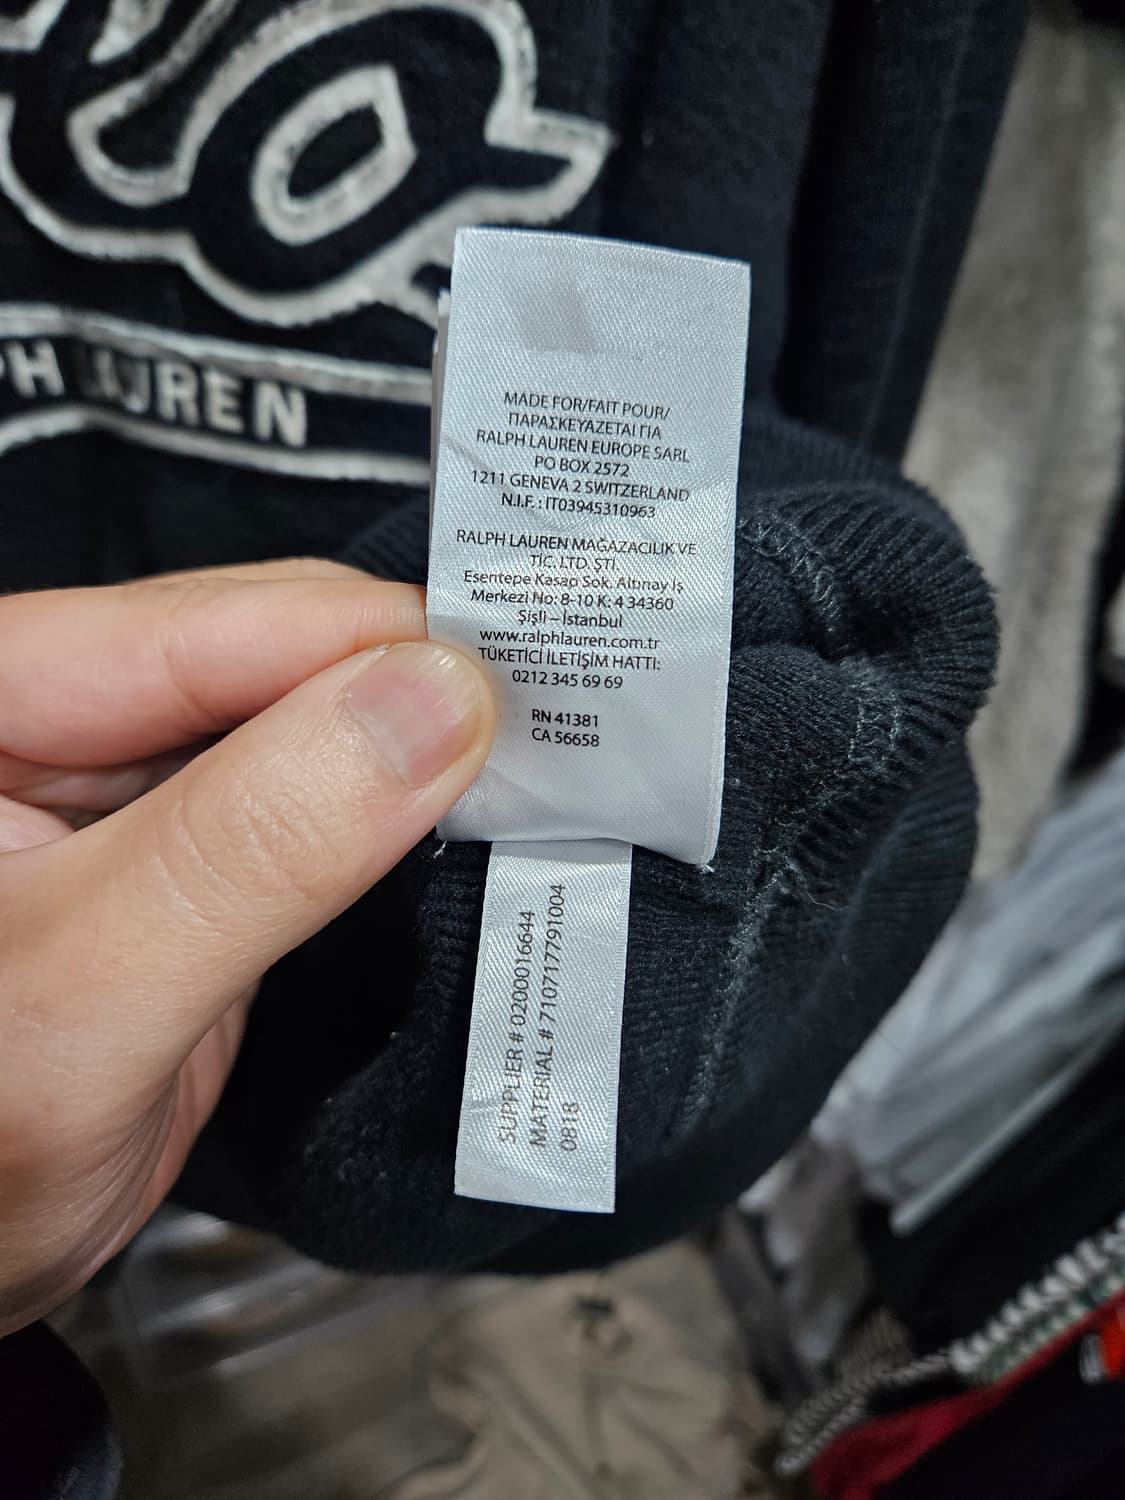 LAUREN
MADE FOR/FAIT POUR/
ΠΑΡΑΣΚΕΥΑΖΕΤΑΙ ΓΙΑ
RALPH LAUREN EUROPE SARL
PO BOX 2572
1211 GENEVA 2 SWITZERLAND
N.I.F. : IT03945310963
RALPH LAUREN MAĞAZACILIK VE
TİC. LTD. ŞTİ.
Esentepe Kasap Sok. Altınay İş
Merkezi No: 8-10 K: 4 34360
Şişli – İstanbul
www.ralphlauren.com.tr
TÜKETİCİ İLETİŞİM HATTI:
0212 345 69 69
RN 41381
CA 56658
SUPPLIER # 0200016644
MATERIAL # 710717791004
0818